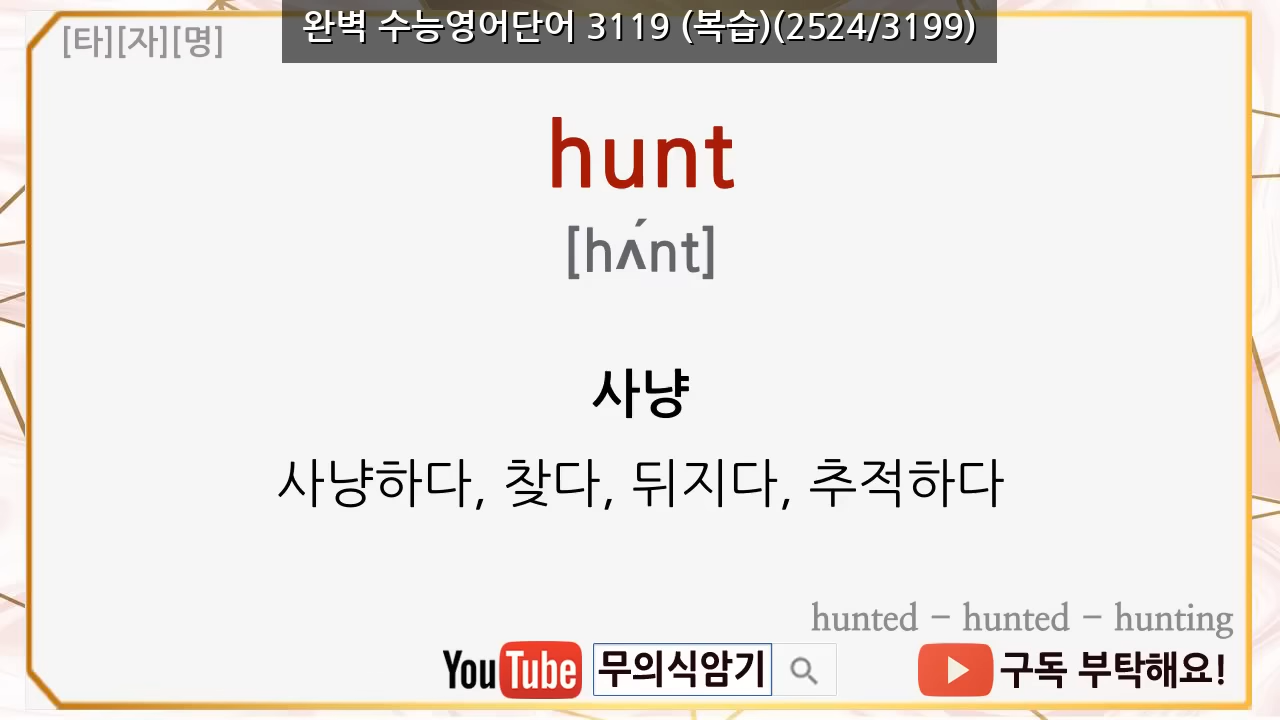 완벽 수능영어단어 3119 (복습)(2524/3199)
[타][자][명]
hunt
[hʌ́nt]
사냥
사냥하다, 찾다, 뒤지다, 추적하다
hunted - hunted - hunting
YouTube 무의식암기 구독 부탁해요!